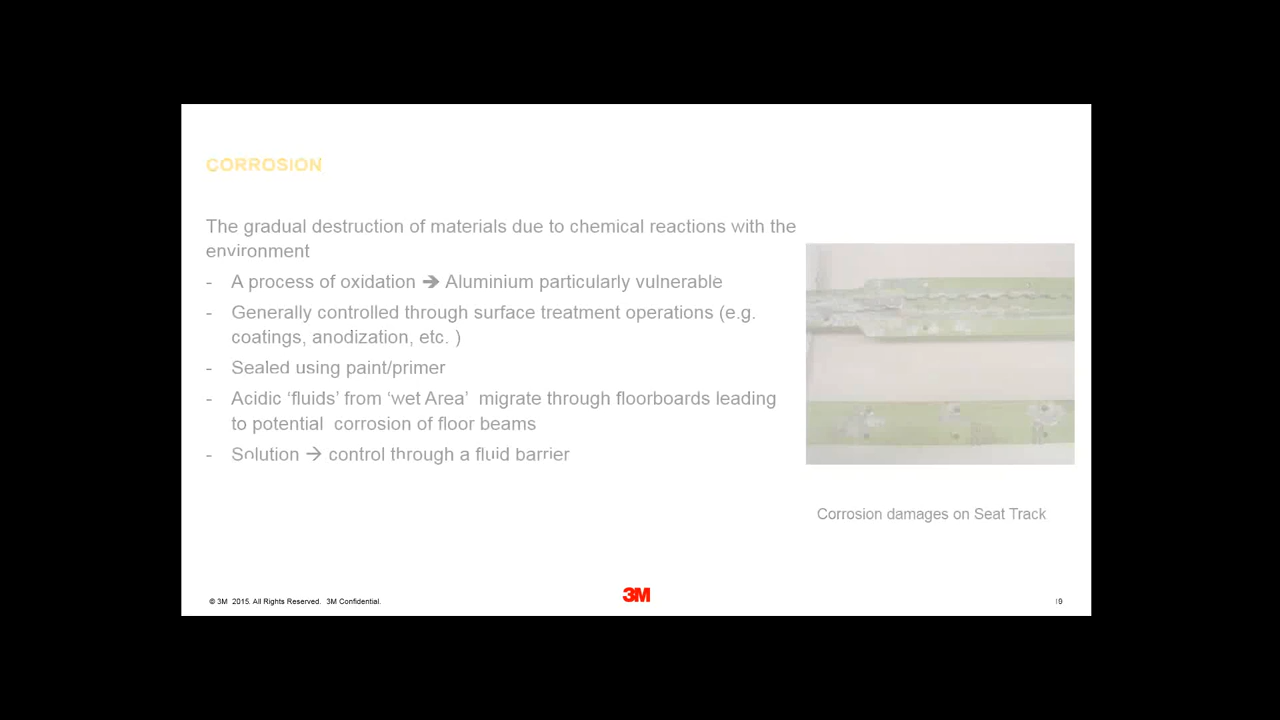 CORROSION
The gradual destruction of materials due to chemical reactions with the
environment
- A process of oxidation ➔ Aluminium particularly vulnerable
- Generally controlled through surface treatment operations (e.g.
coatings, anodization, etc. )
- Sealed using paint/primer
- Acidic ‘fluids’ from ‘wet Area’  migrate through floorboards leading
to potential  corrosion of floor beams
- Solution → control through a fluid barrier
Corrosion damages on Seat Track
© 3M  2015. All Rights Reserved.  3M Confidential.
3M